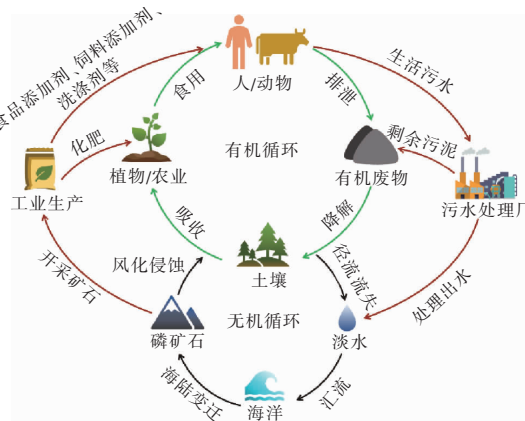 食品添加剂、饲料添加剂、
洗涤剂等
人/动物
生活污水
食用
排泄
化肥
有机循环
剩余污泥
工业生产
植物/农业
有机废物
污水处理厂
吸收
降解
开采矿石
风化侵蚀
土壤
径流流失
处理出水
磷矿石
无机循环
淡水
海陆变迁
海洋
汇流